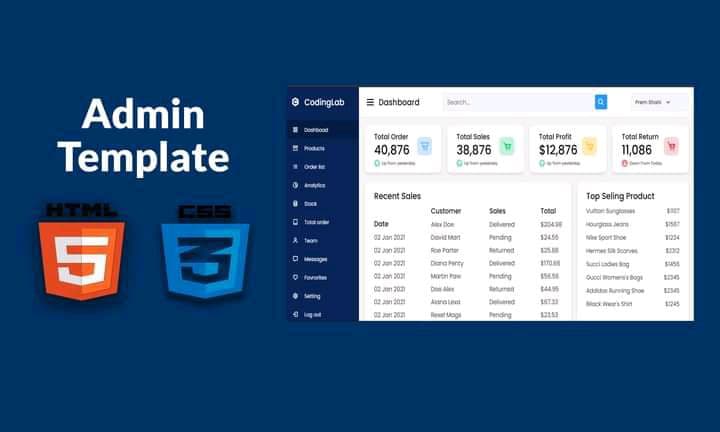 Admin
Template
HTML
5
CSS
3
CodingLab
Dashboad
Products
Order list
Analytics
Stock
Total order
Team
Messages
Favorites
Setting
Log out
Dashboard
Search...
Prem Shahi
Total Order
40,876
Up from yesterday
Total Sales
38,876
Up from yesterday
Total Profit
$12,876
Up from yesterday
Total Return
11,086
Down From Today
Recent Sales
Customer Sales Total
Date Alex Doe Delivered $204.98
02 Jan 2021 David Mart Pending $24.55
02 Jan 2021 Roe Parter Returned $25.88
02 Jan 2021 Diana Penty Delivered $170.66
02 Jan 2021 Martin Paw Pending $56.56
02 Jan 2021 Doe Alex Returned $44.95
02 Jan 2021 Aiana Lexa Delivered $67.33
02 Jan 2021 Rexel Mags Pending $23.53
02 Jan 2021
Top Seling Product
Vuitton Sunglasses $1107
Hourglass Jeans $1567
Nike Sport Shoe $1234
Hermes Silk Scarves $2312
Succi Ladies Bag $1456
Gucci Womens's Bags $2345
Addidas Running Shoe $2345
Bilack Wear's Shirt $1245